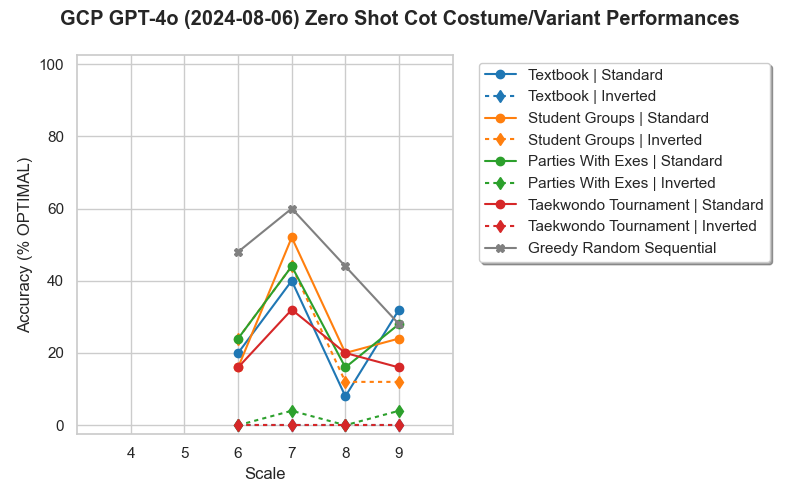 GCP GPT-4o (2024-08-06) Zero Shot Cot Costume/Variant Performances
100
80
60
40
20
0
Accuracy (% OPTIMAL)
4 5 6 7 8 9
Scale
Textbook | Standard
Textbook | Inverted
Student Groups | Standard
Student Groups | Inverted
Parties With Exes | Standard
Parties With Exes | Inverted
Taekwondo Tournament | Standard
Taekwondo Tournament | Inverted
Greedy Random Sequential